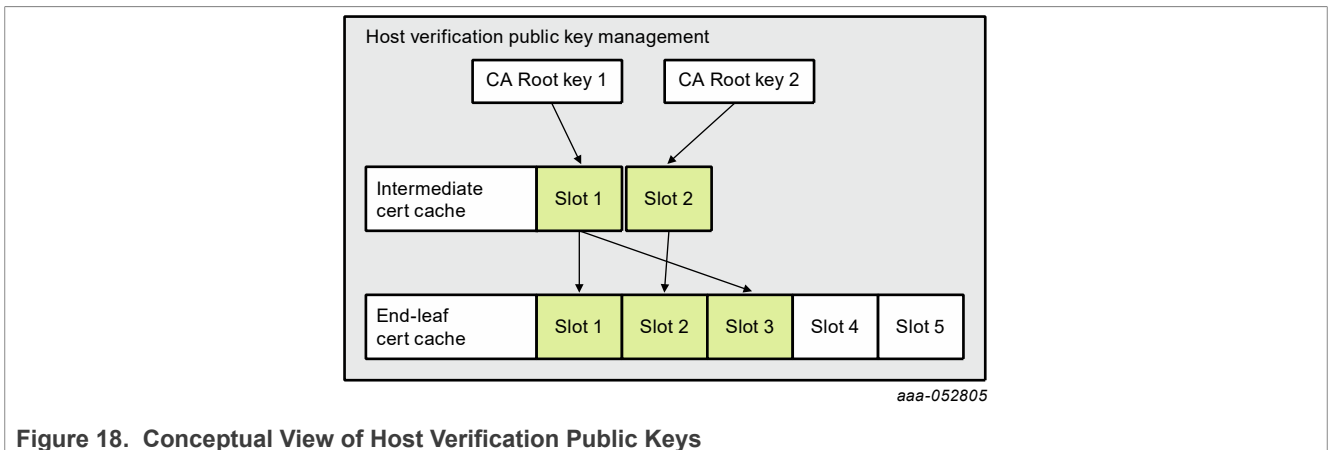 Host verification public key management
CA Root key 1
CA Root key 2
Intermediate
cert cache
Slot 1
Slot 2
End-leaf
cert cache
Slot 1
Slot 2
Slot 3
Slot 4
Slot 5
aaa-052805
Figure 18. Conceptual View of Host Verification Public Keys